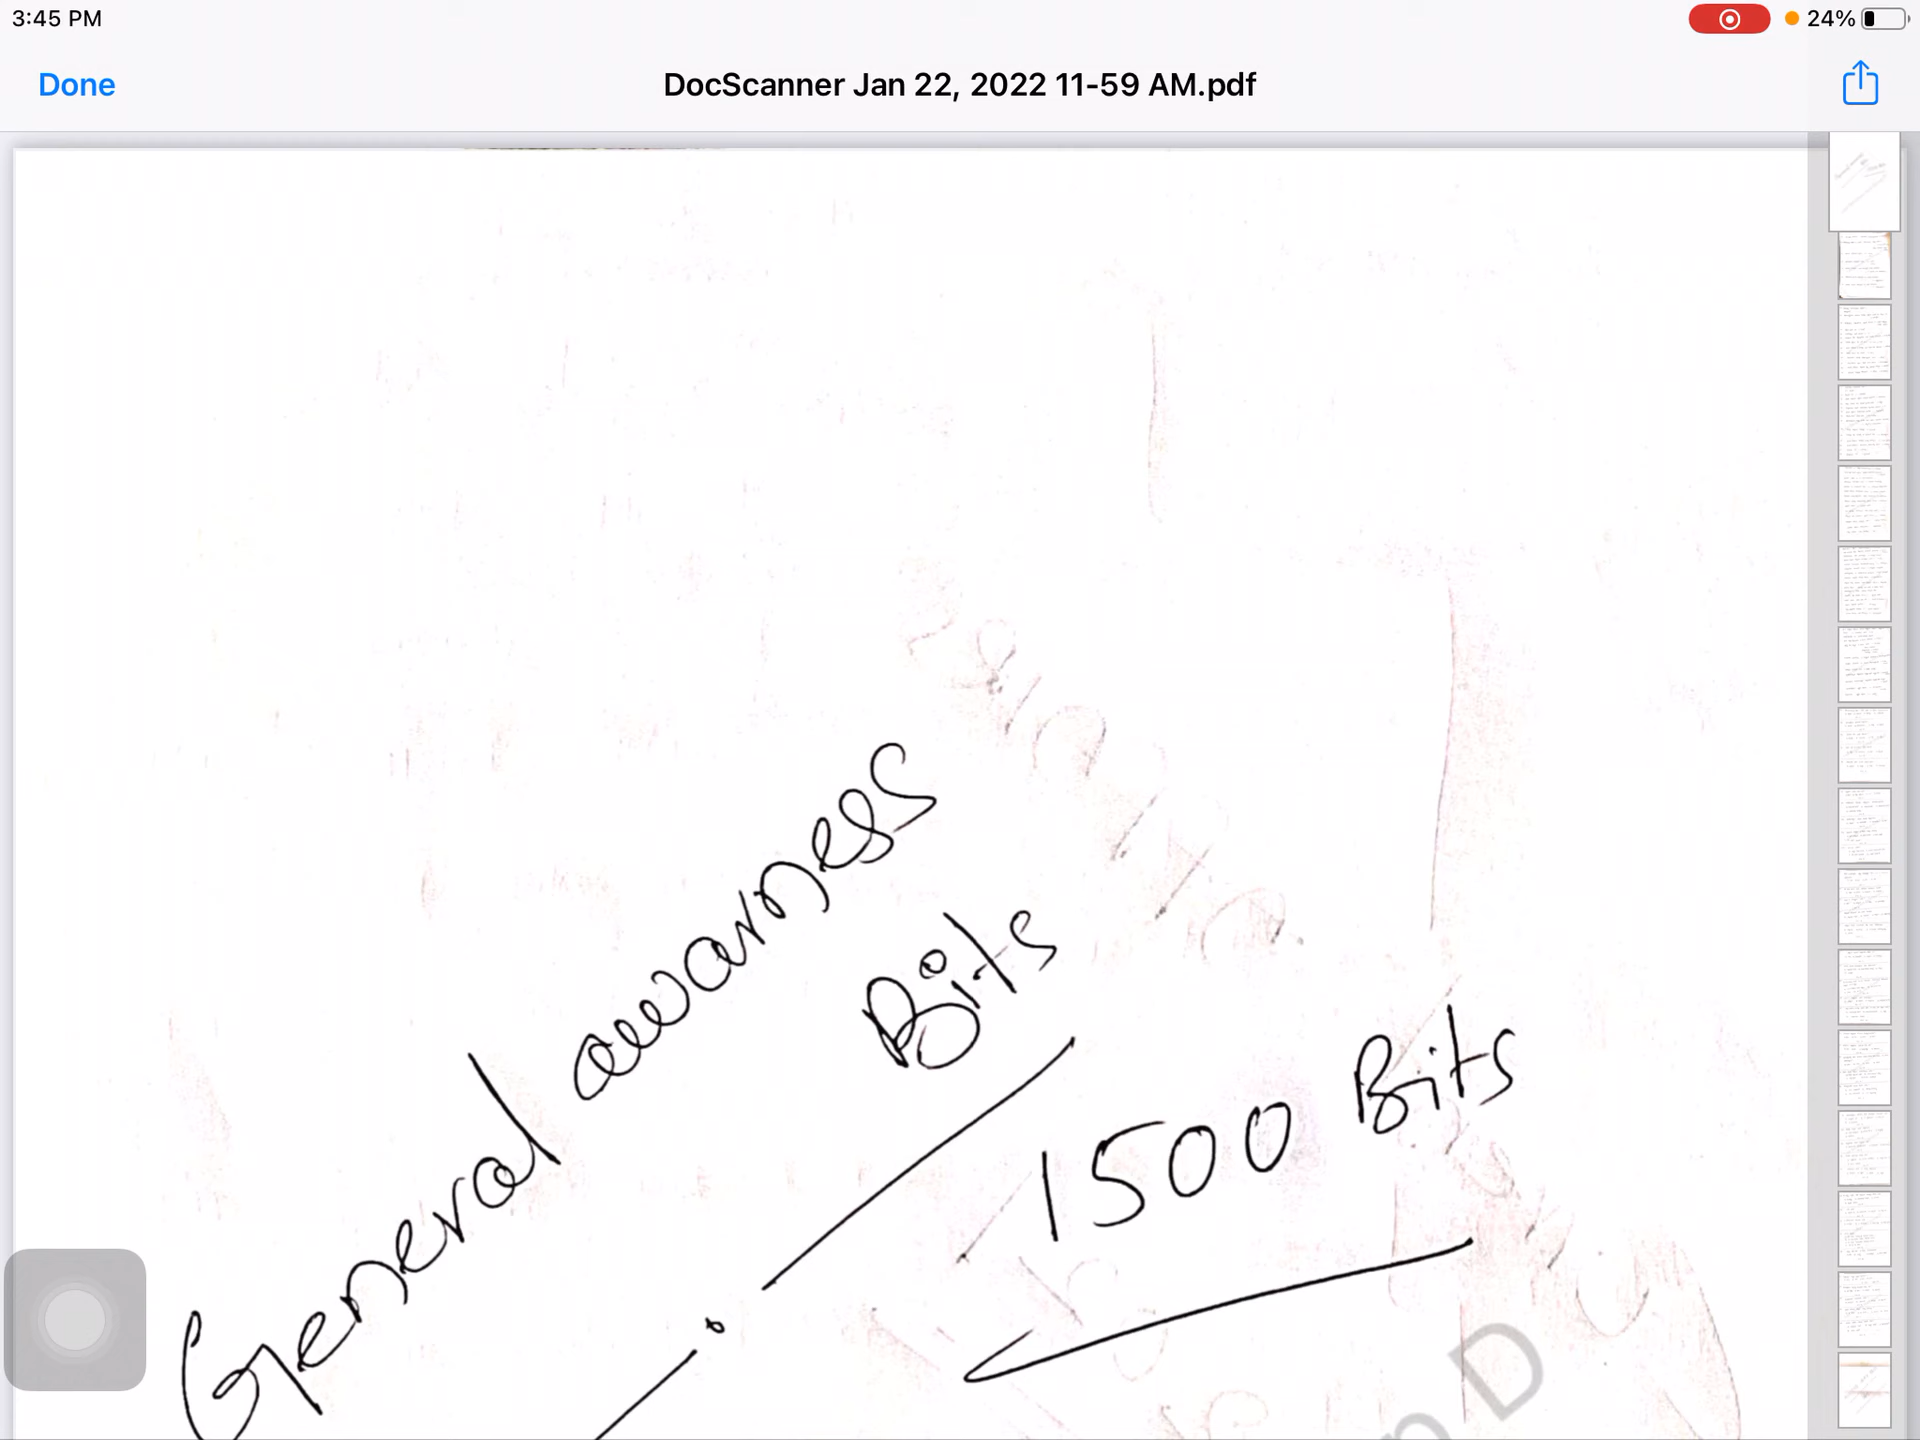 3:45 PM
24%
Done
DocScanner Jan 22, 2022 11-59 AM.pdf
General awarness
Bits
1500 Bits
D